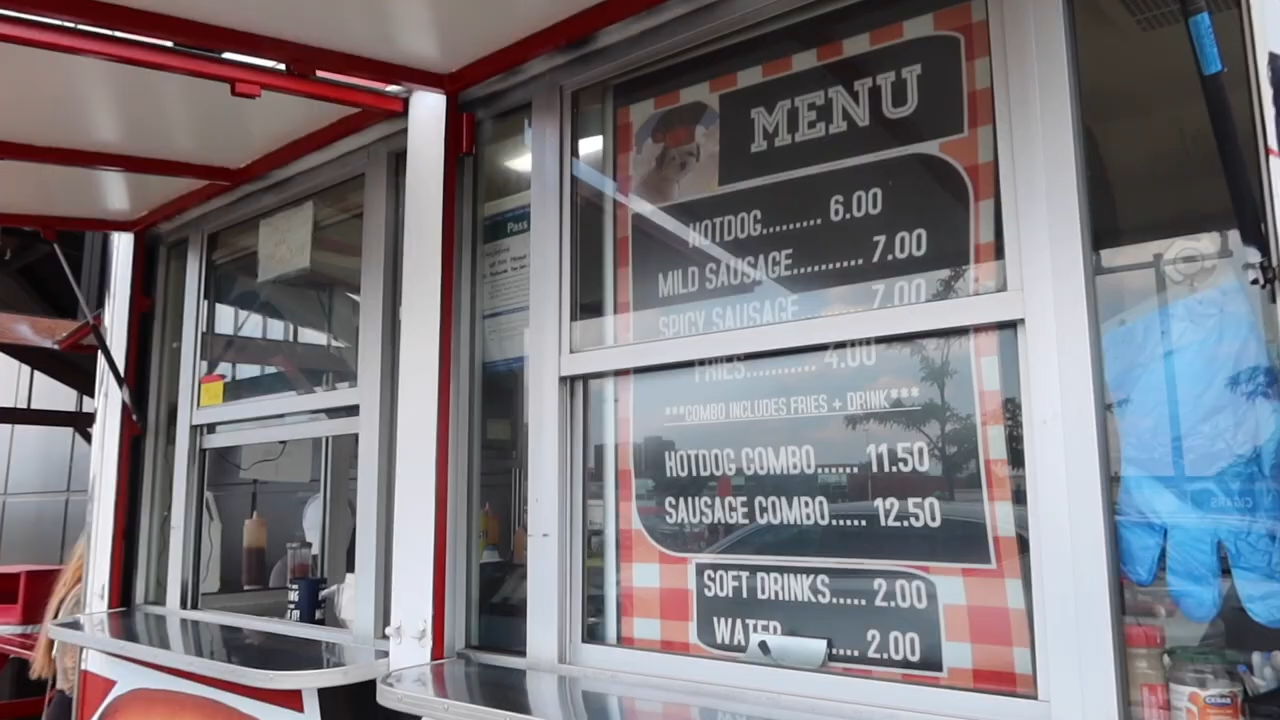 Pass
MENU
HOTDOG......... 6.00
MILD SAUSAGE.......... 7.00
SPICY SAUSAGE.......... 7.00
FRIES........... 4.00
***COMBO INCLUDES FRIES + DRINK***
HOTDOG COMBO...... 11.50
SAUSAGE COMBO..... 12.50
SOFT DRINKS..... 2.00
WATER..... 2.00
CIGARS